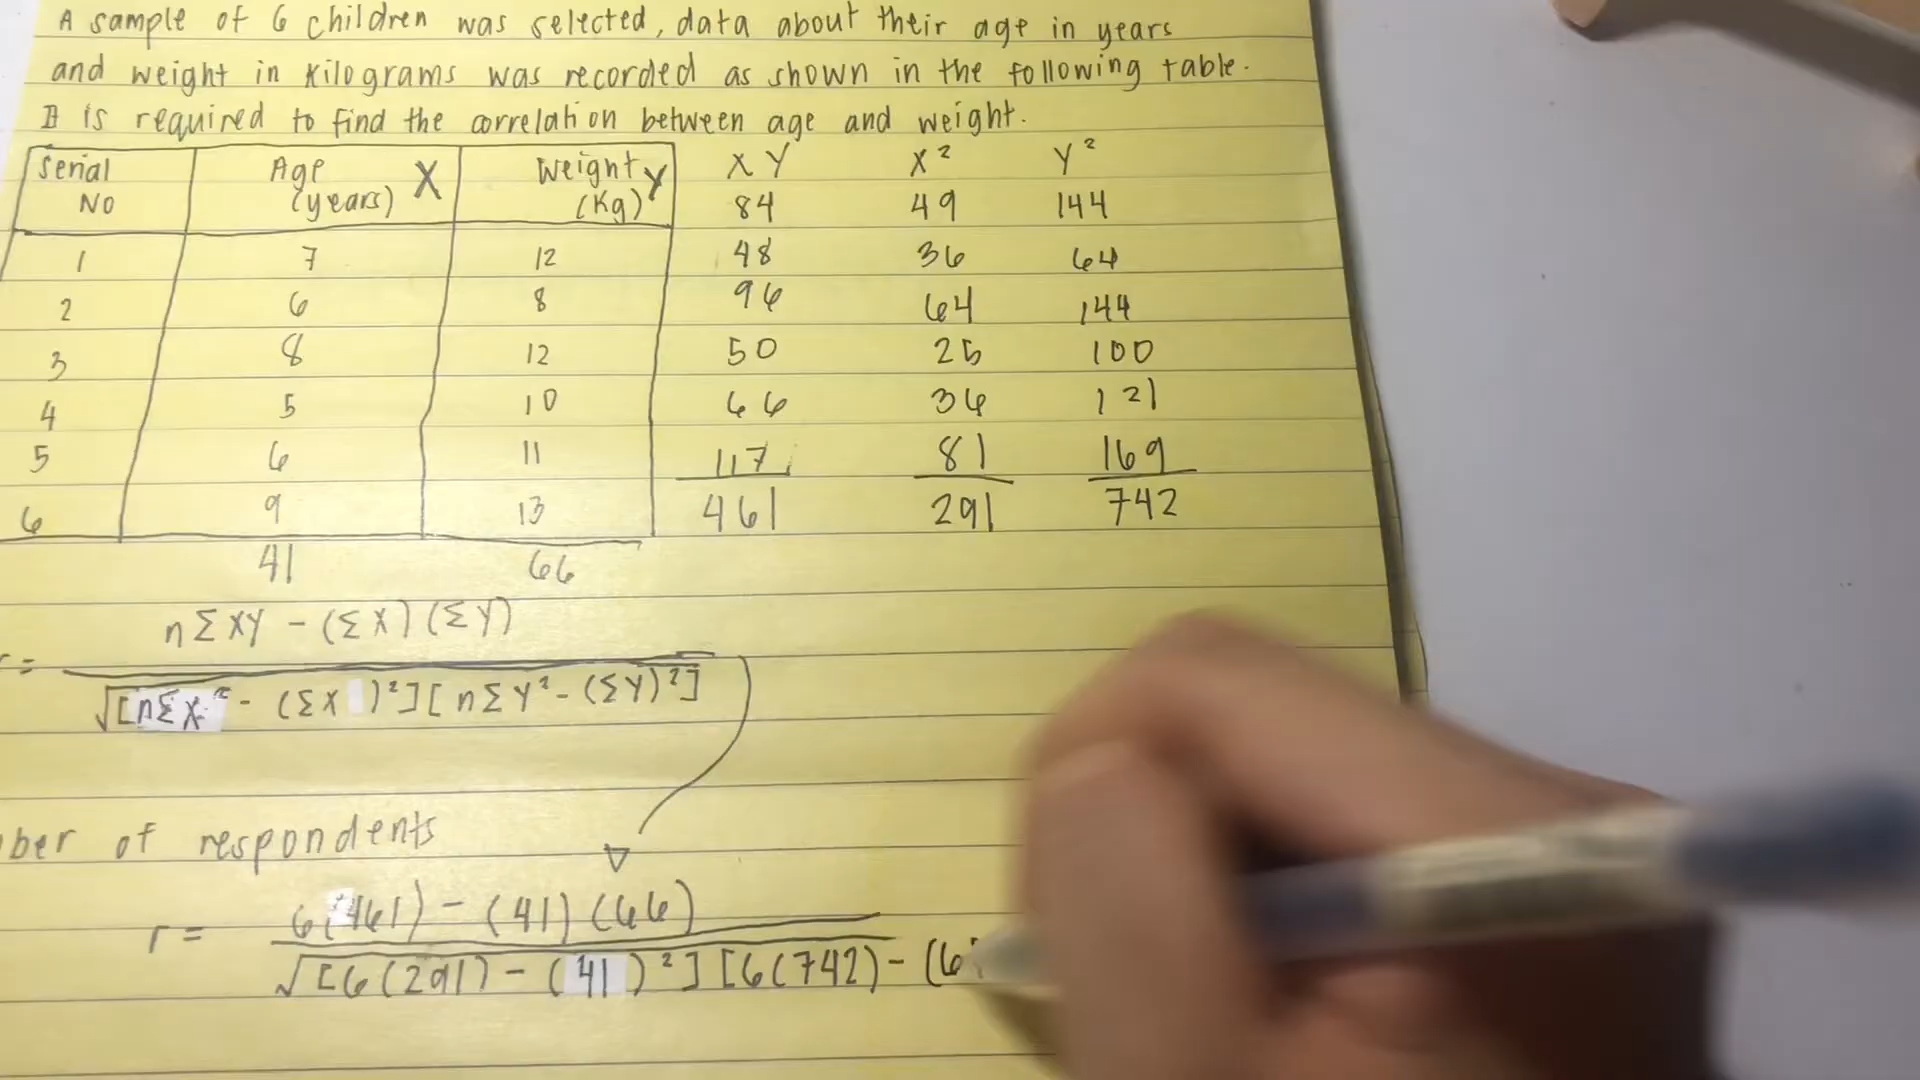 A sample of 6 children was selected, data about their age in years
and weight in kilograms was recorded as shown in the following table.
It is required to find the correlation between age and weight.
Serial No Age (years) X Weight (Kg) Y XY X² Y²
84 49 144
1 7 12 48 36 64
2 6 8 96 64 144
3 8 12 50 25 100
4 5 10 66 36 121
5 6 11 117 81 169
6 9 13 461 291 742
41 66
r = n Σ XY - (Σ X) (Σ Y)
√[nΣX² - (ΣX)²] [nΣY² - (ΣY)²]
of respondents
r = 6(461) - (41) (66)
√[6(291) - (41)²] [6(742) - (6